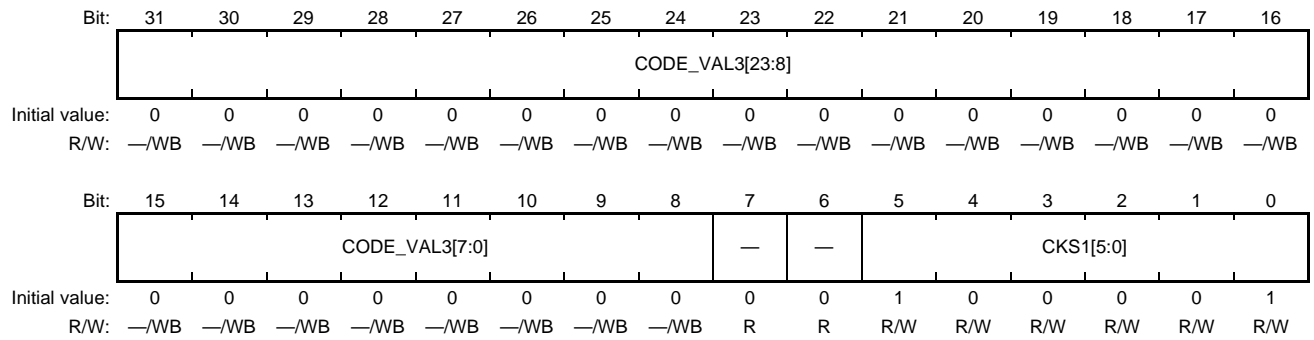 Bit: 31 30 29 28 27 26 25 24 23 22 21 20 19 18 17 16
CODE_VAL3[23:8]
Initial value: 0 0 0 0 0 0 0 0 0 0 0 0 0 0 0 0
R/W: —/WB —/WB —/WB —/WB —/WB —/WB —/WB —/WB —/WB —/WB —/WB —/WB —/WB —/WB —/WB —/WB
Bit: 15 14 13 12 11 10 9 8 7 6 5 4 3 2 1 0
CODE_VAL3[7:0] — — CKS1[5:0]
Initial value: 0 0 0 0 0 0 0 0 0 0 1 0 0 0 0 1
R/W: —/WB —/WB —/WB —/WB —/WB —/WB —/WB —/WB R R R/W R/W R/W R/W R/W R/W